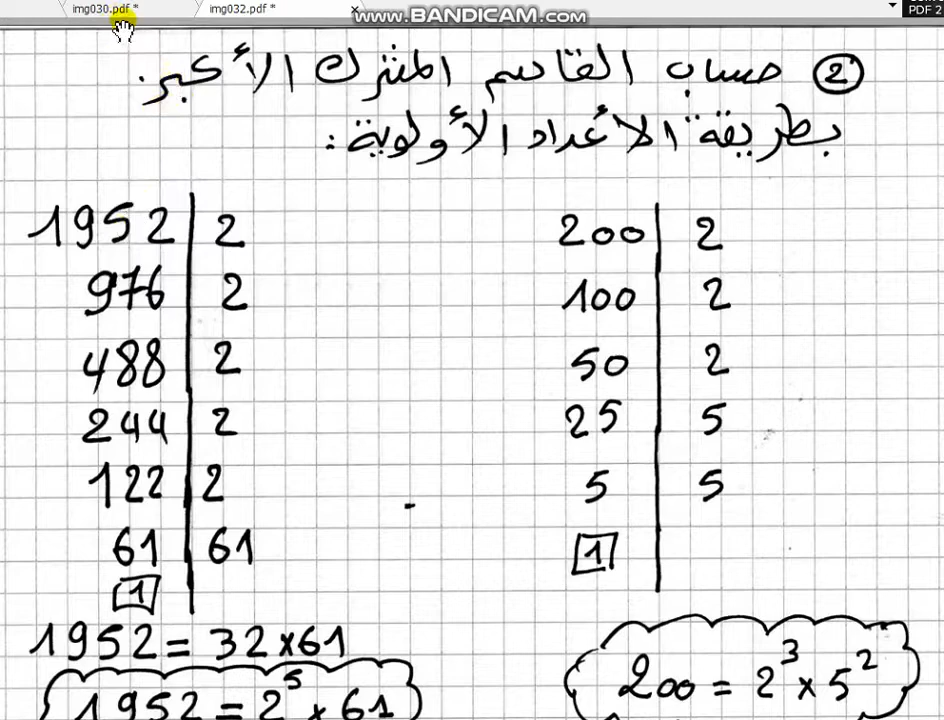 img030.pdf *
img032.pdf *
PDF 2
www.BANDICAM.com
② حساب القاسم المشترك الأكبر
بطريقة الأعداد الأولوية :
1952 | 2
976 | 2
488 | 2
244 | 2
122 | 2
61 | 61
1
1952 = 32 × 61
1952 = 2⁵ × 61
200 | 2
100 | 2
50 | 2
25 | 5
5 | 5
1
200 = 2³ × 5²